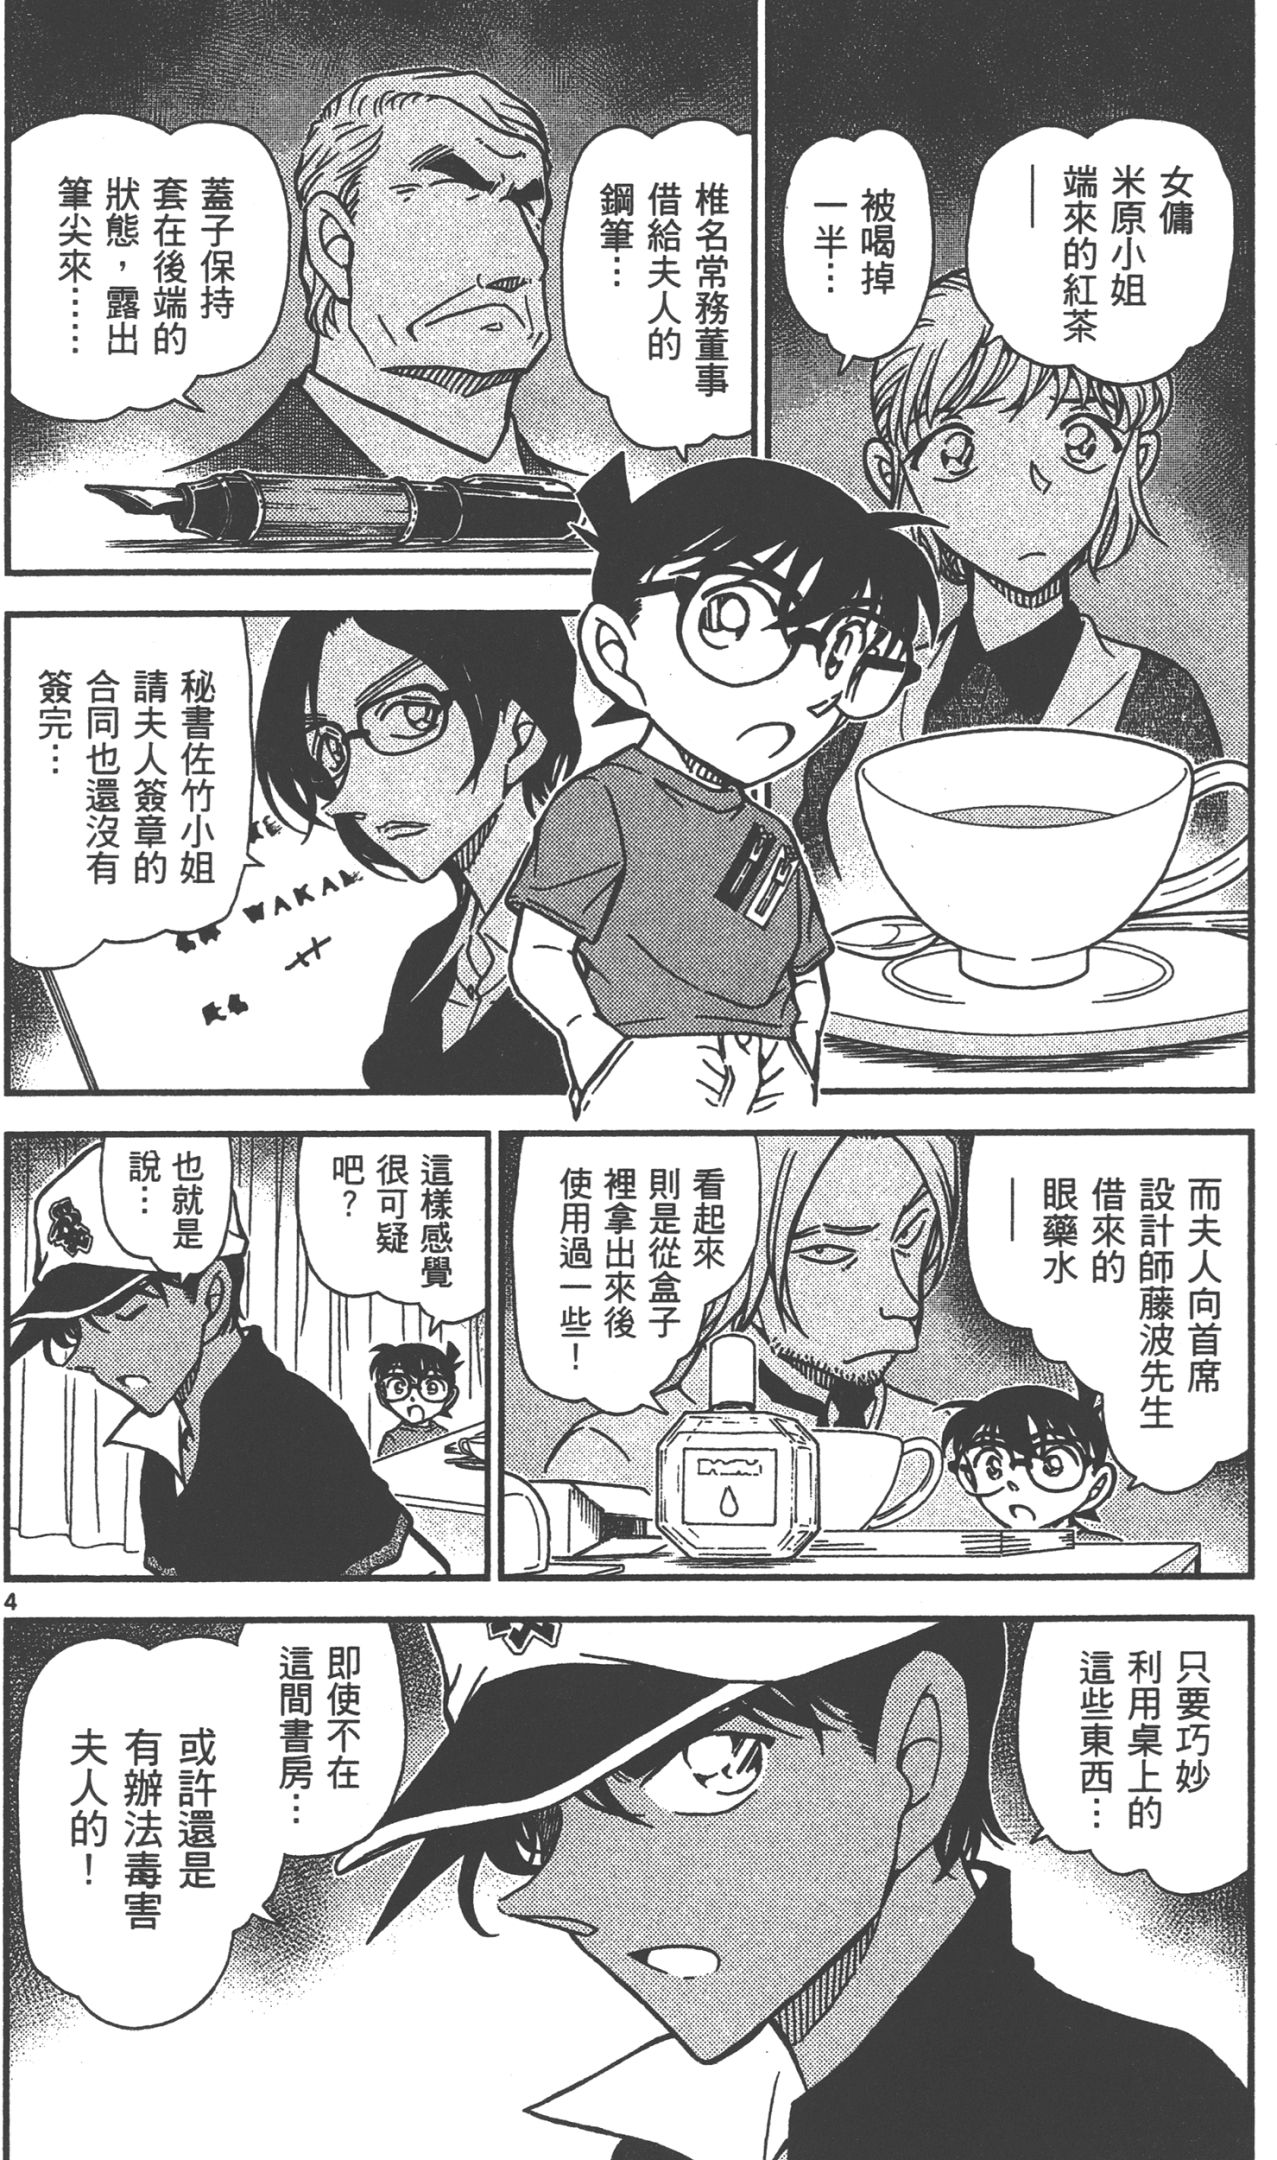 女傭
米原小姐
端來的紅茶
——
被喝掉
一半…
椎名常務董事
借給夫人的
鋼筆…
蓋子保持
套在後端的
狀態，露出
筆尖來……
秘書佐竹小姐
請夫人簽章的
合同也還沒有
簽完…
WAKAE
而夫人向首席
設計師藤波先生
借來的
眼藥水
——
看起來
則是從盒子
裡拿出來後
使用過一些！
這樣感覺
很可疑
吧？
也就是
說…
4
只要巧妙
利用桌上的
這些東西…
即使不在
這間書房…
或許還是
有辦法毒害
夫人的！